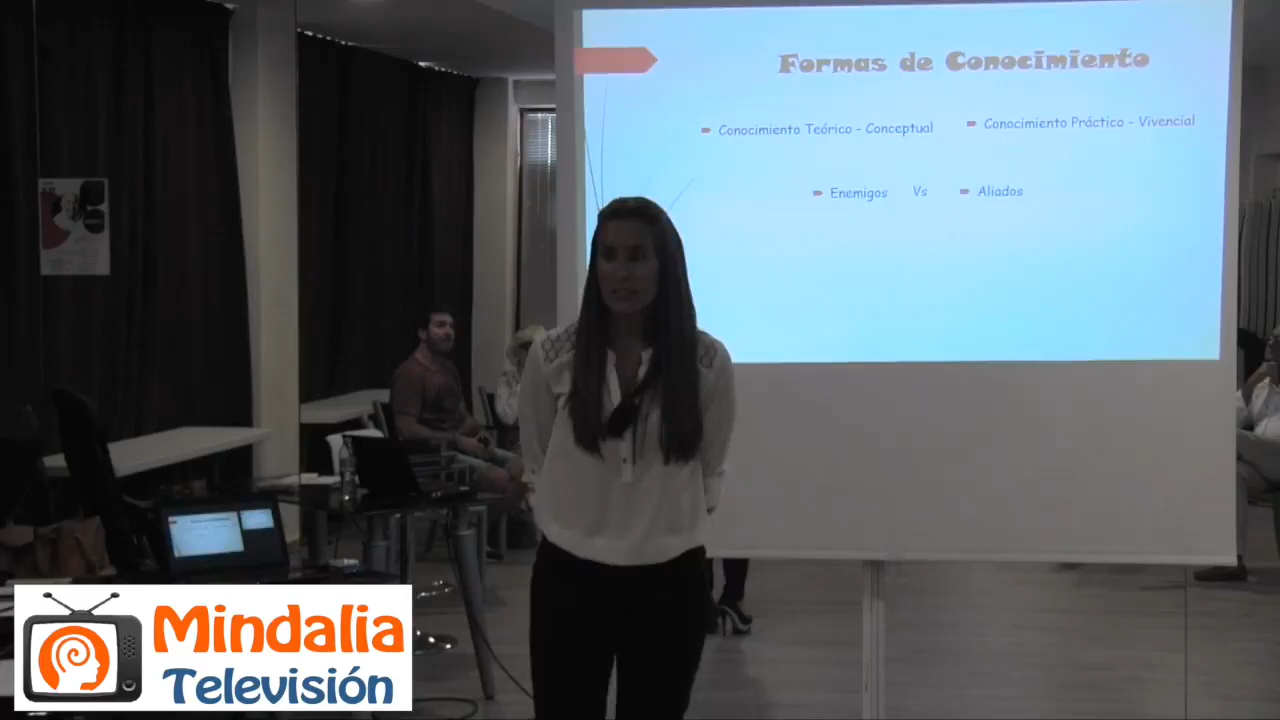 Formas de Conocimiento
Conocimiento Teórico - Conceptual
Conocimiento Práctico - Vivencial
Enemigos Vs Aliados
Mindalia
Televisión